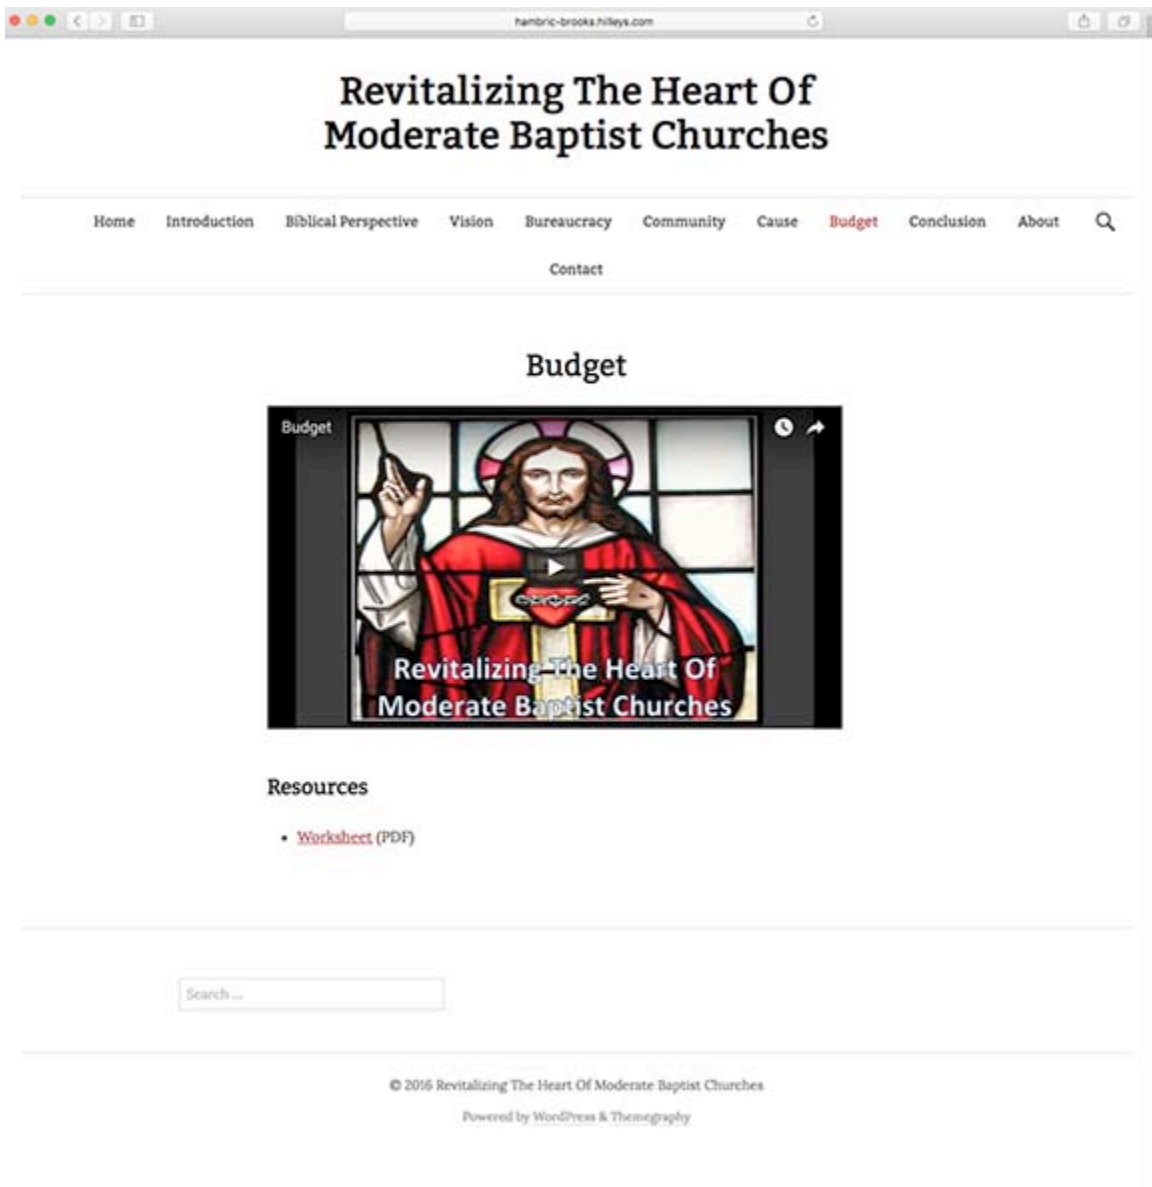 hambric-brooks.hilleys.com
Revitalizing The Heart Of
Moderate Baptist Churches
Home Introduction Biblical Perspective Vision Bureaucracy Community Cause Budget Conclusion About
Contact
Budget
Budget
Revitalizing The Heart Of
Moderate Baptist Churches
Resources
• Worksheet (PDF)
Search ...
© 2016 Revitalizing The Heart Of Moderate Baptist Churches
Powered by WordPress & Themegraphy